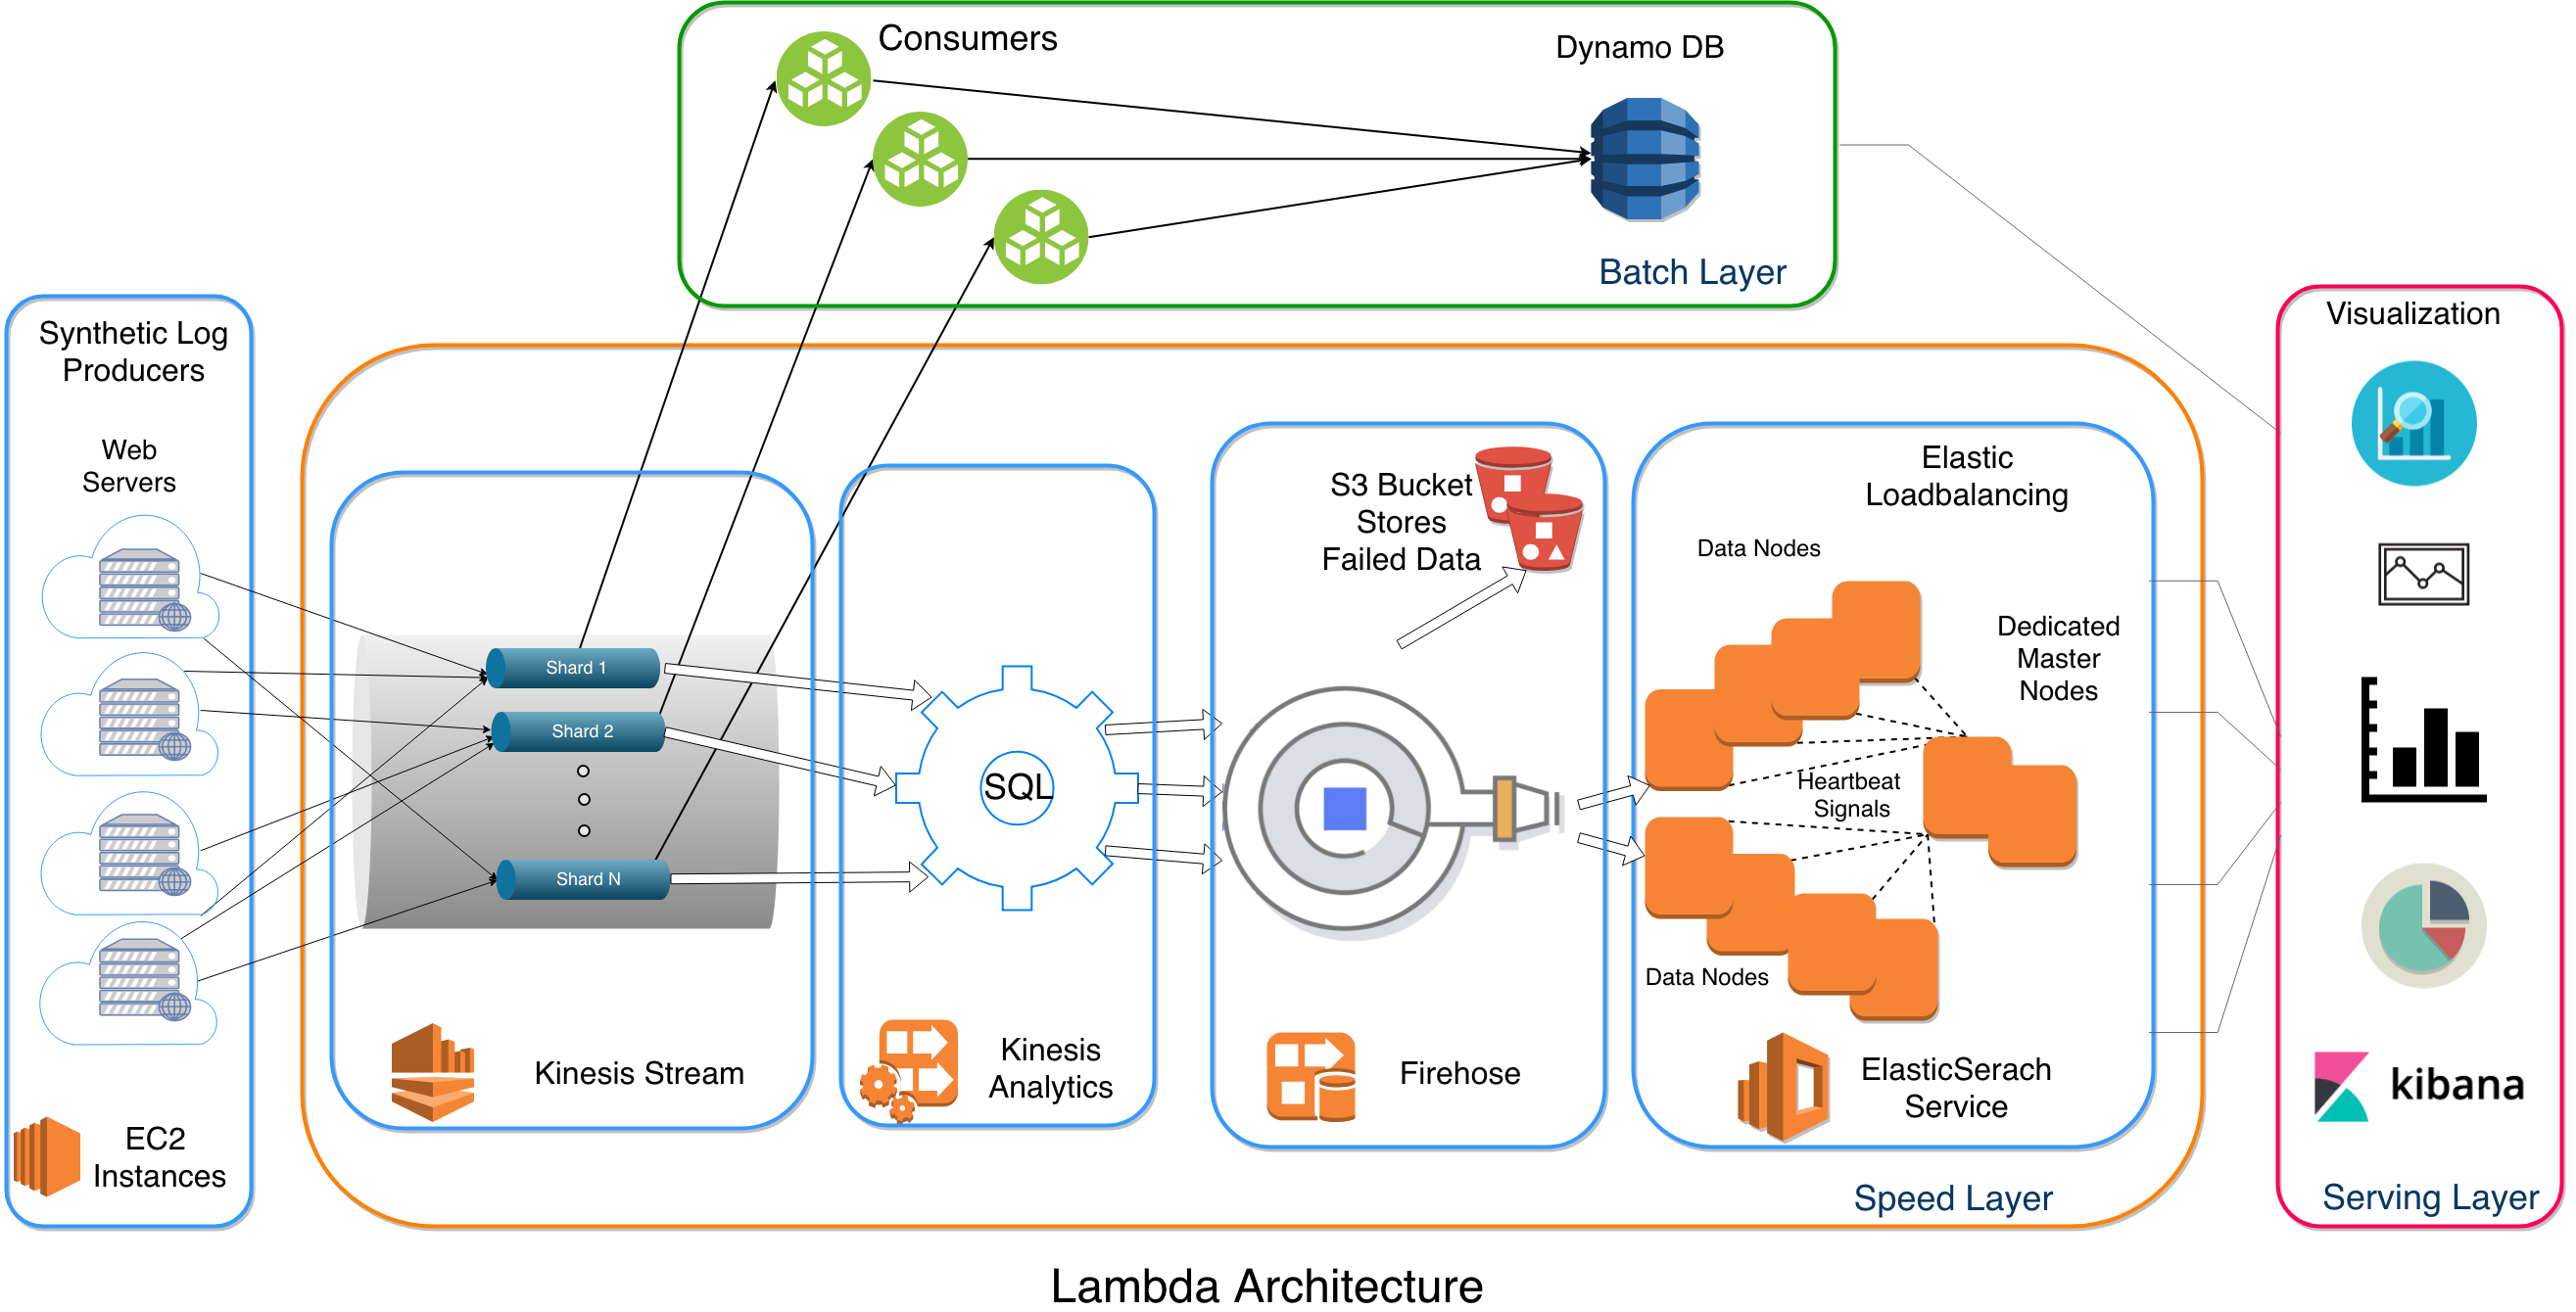 Consumers
Dynamo DB
Batch Layer
Synthetic Log
Producers
Web
Servers
EC2
Instances
Shard 1
Shard 2
Shard N
Kinesis Stream
SQL
Kinesis
Analytics
S3 Bucket
Stores
Failed Data
Firehose
Elastic
Loadbalancing
Data Nodes
Dedicated
Master
Nodes
Heartbeat
Signals
Data Nodes
ElasticSerach
Service
Speed Layer
Visualization
kibana
Serving Layer
Lambda Architecture